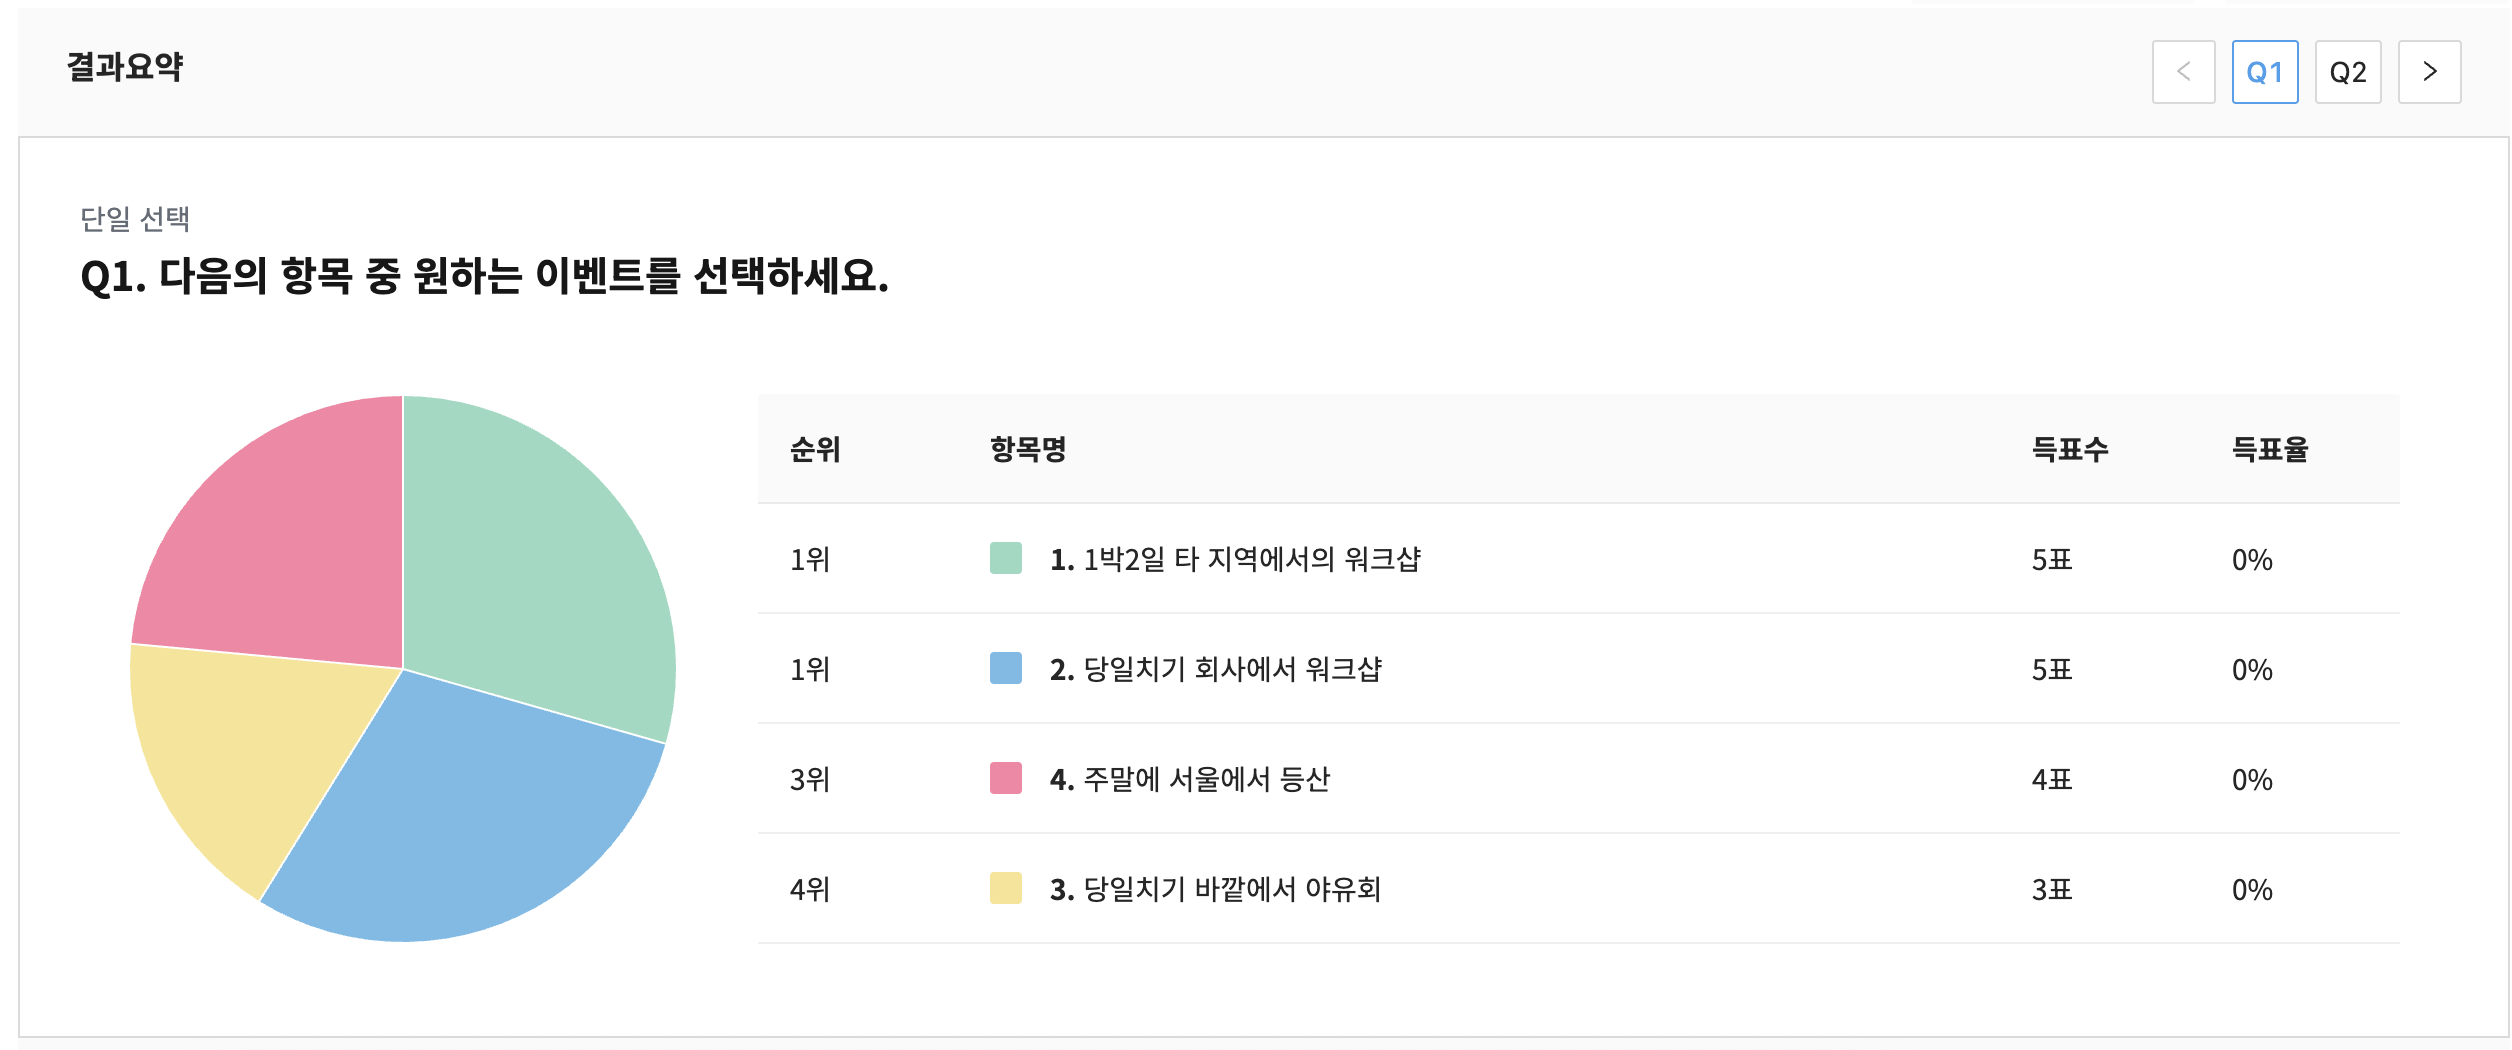 결과요약
< Q1 Q2 >
단일 선택
Q1. 다음의 항목 중 원하는 이벤트를 선택하세요.
순위 항목명 득표수 득표율
1위 1. 1박2일 타 지역에서의 워크샵 5표 0%
1위 2. 당일치기 회사에서 워크샵 5표 0%
3위 4. 주말에 서울에서 등산 4표 0%
4위 3. 당일치기 바깥에서 야유회 3표 0%